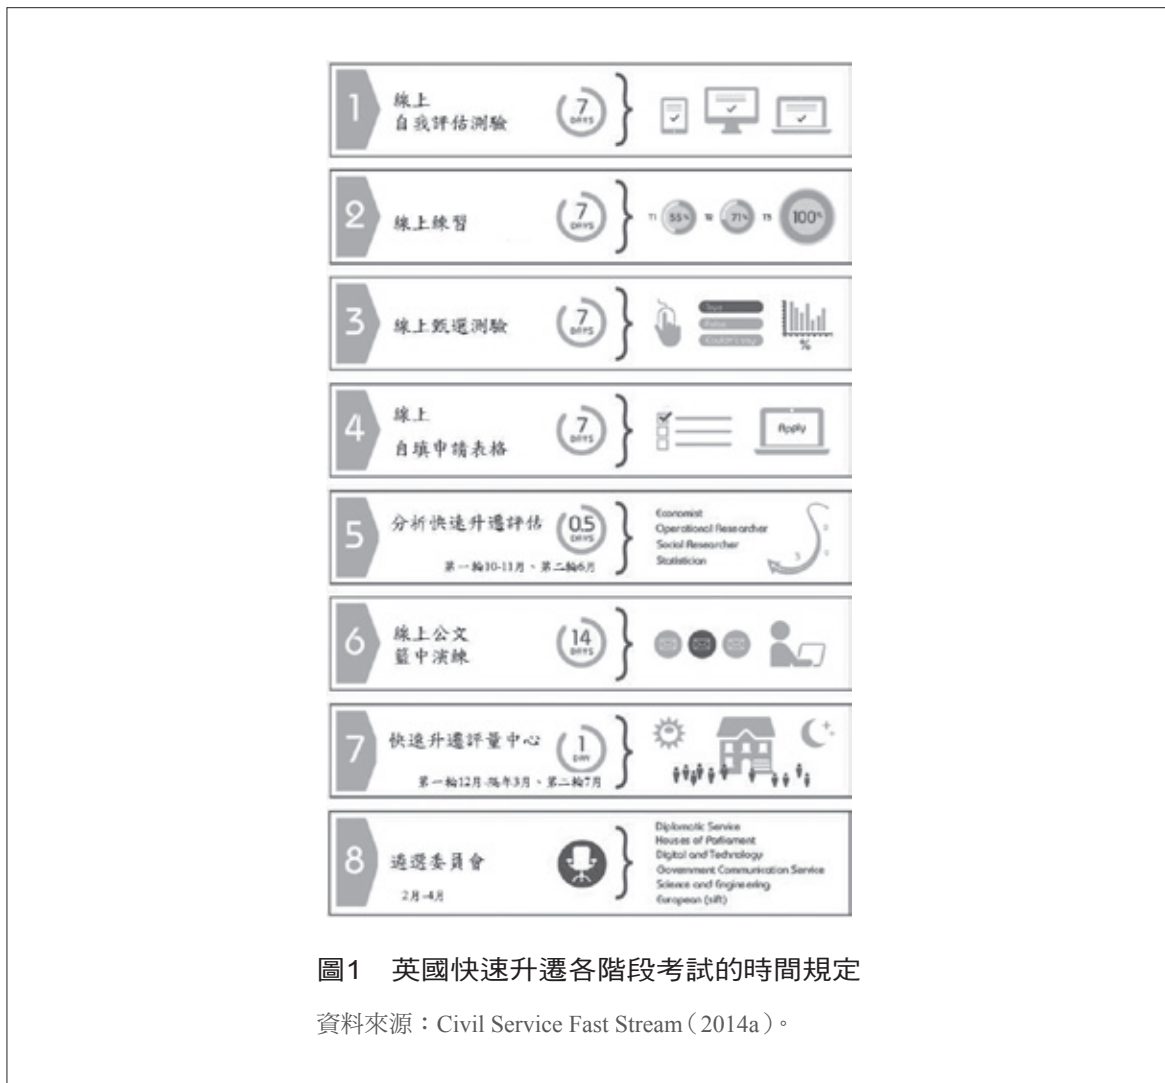 1
線上
自我評估測驗
7
DAYS
2
線上練習
7
DAYS
T1 55% T2 71% T3 100%
3
線上甄選測驗
7
DAYS
%
4
線上
自填申請表格
7
DAYS
Apply
5
分析快速升遷評估
0.5
DAYS
第一輪10-11月、第二輪6月
Economist
Operational Researcher
Social Researcher
Statistician
6
線上公文
籃中演練
14
DAYS
7
快速升遷評量中心
1
DAY
第一輪12月-隔年3月、第二輪7月
8
遴選委員會
2月-4月
Diplomatic Service
Houses of Parliament
Digital and Technology
Government Communication Service
Science and Engineering
European (sift)
圖1 英國快速升遷各階段考試的時間規定
資料來源：Civil Service Fast Stream（2014a）。